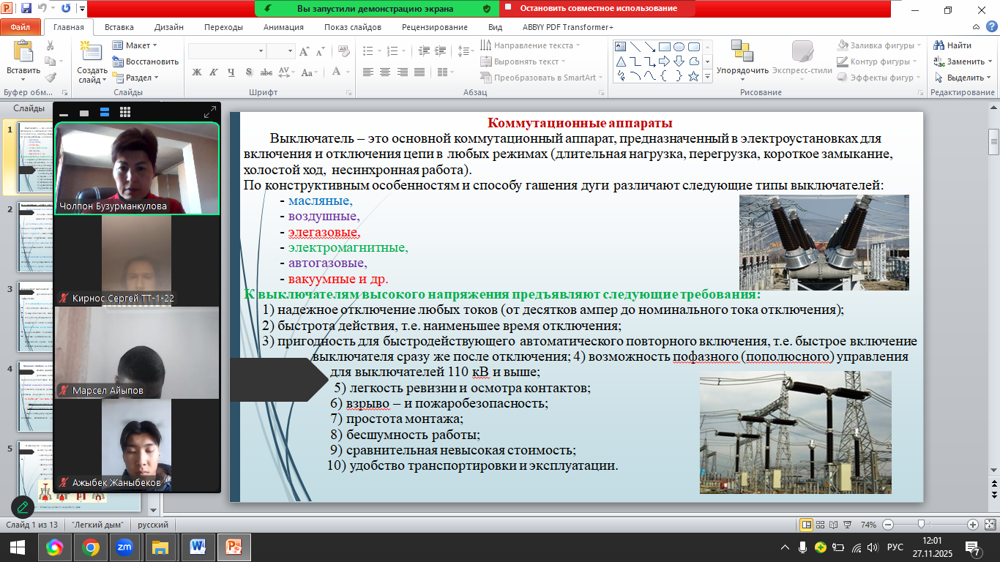 Вы запустили демонстрацию экрана
Остановить совместное использование
Файл
Главная
Вставка
Дизайн
Переходы
Анимация
Показ слайдов
Рецензирование
Вид
ABBYY PDF Transformer+
Вставить
Создать слайд
Макет
Восстановить
Раздел
Направление текста
Выровнять текст
Преобразовать в SmartArt
Упорядочить
Экспресс-стили
Заливка фигуры
Контур фигуры
Эффекты фигур
Найти
Заменить
Выделить
Буфер обм...
Слайды
Шрифт
Абзац
Рисование
Редактирование
Слайды
1
2
3
4
5
Чолпон Бузурманкулова
Кирнос Сергей ТТ-1-22
Марсел Айыпов
Ажыбек Жаныбеков
Коммутационные аппараты
Выключатель – это основной коммутационный аппарат, предназначенный в электроустановках для
включения и отключения цепи в любых режимах (длительная нагрузка, перегрузка, короткое замыкание,
холостой ход, несинхронная работа).
По конструктивным особенностям и способу гашения дуги различают следующие типы выключателей:
- масляные,
- воздушные,
- элегазовые,
- электромагнитные,
- автогазовые,
- вакуумные и др.
К выключателям высокого напряжения предъявляют следующие требования:
1) надежное отключение любых токов (от десятков ампер до номинального тока отключения);
2) быстрота действия, т.е. наименьшее время отключения;
3) пригодность для быстродействующего автоматического повторного включения, т.е. быстрое включение
выключателя сразу же после отключения; 4) возможность пофазного (пополюсного) управления
для выключателей 110 кВ и выше;
5) легкость ревизии и осмотра контактов;
6) взрыво – и пожаробезопасность;
7) простота монтажа;
8) бесшумность работы;
9) сравнительная невысокая стоимость;
10) удобство транспортировки и эксплуатации.
Слайд 1 из 13
"Легкий дым"
русский
74%
zm
РУС
12:01
27.11.2025
7